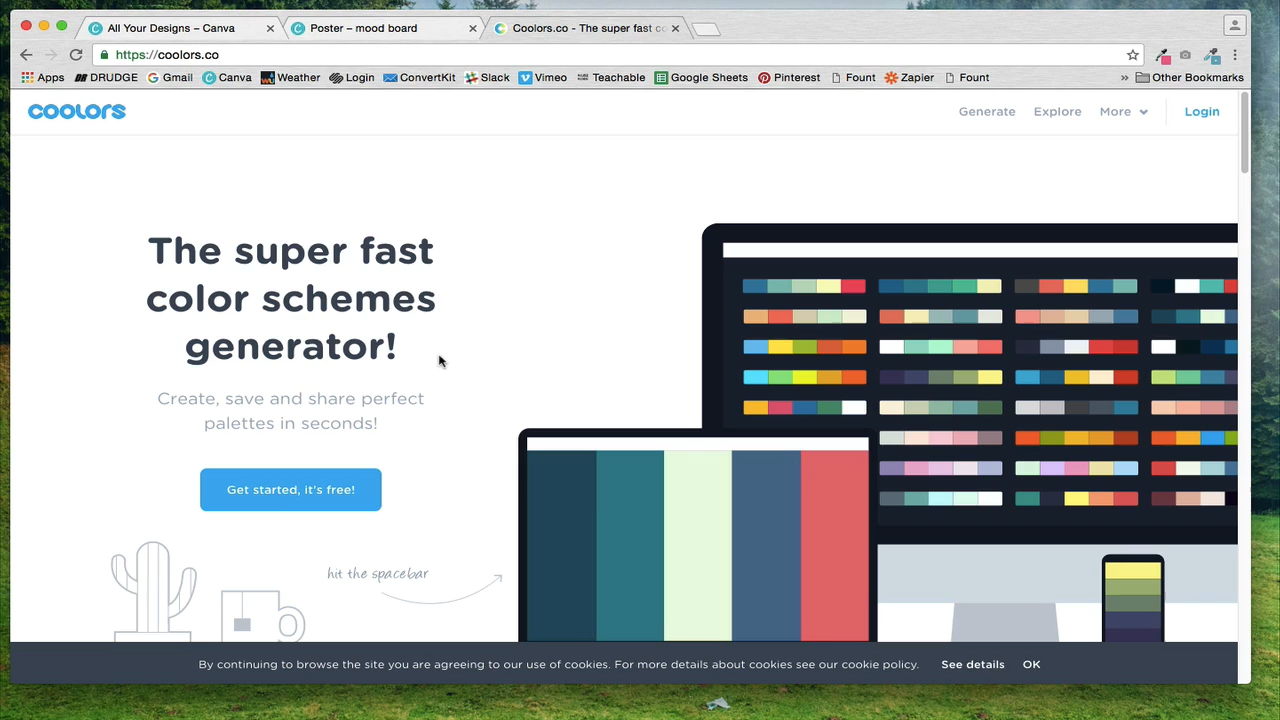 All Your Designs – Canva
Poster – mood board
Coolors.co - The super fast co
https://coolors.co
Apps
DRUDGE
Gmail
Canva
Weather
Login
ConvertKit
Slack
Vimeo
Teachable
Google Sheets
Pinterest
Fount
Zapier
Fount
» Other Bookmarks
coolors
Generate
Explore
More
Login
The super fast
color schemes
generator!
Create, save and share perfect
palettes in seconds!
Get started, it's free!
hit the spacebar
By continuing to browse the site you are agreeing to our use of cookies. For more details about cookies see our cookie policy.
See details
OK